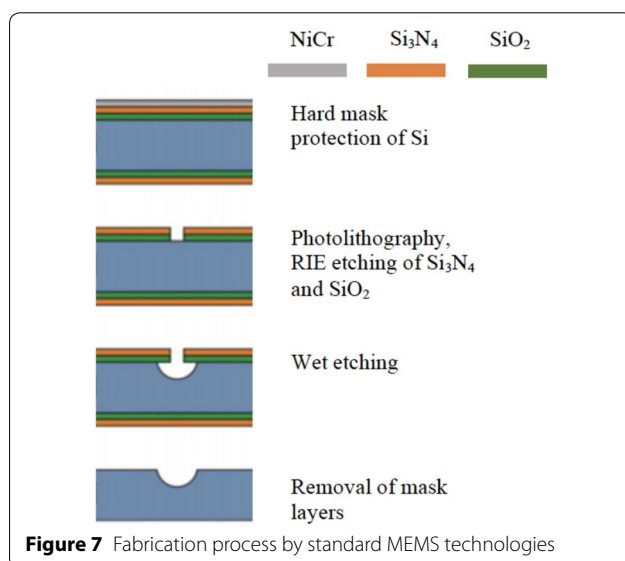 NiCr Si₃N₄ SiO₂
Hard mask
protection of Si
Photolithography,
RIE etching of Si₃N₄
and SiO₂
Wet etching
Removal of mask
layers
Figure 7 Fabrication process by standard MEMS technologies